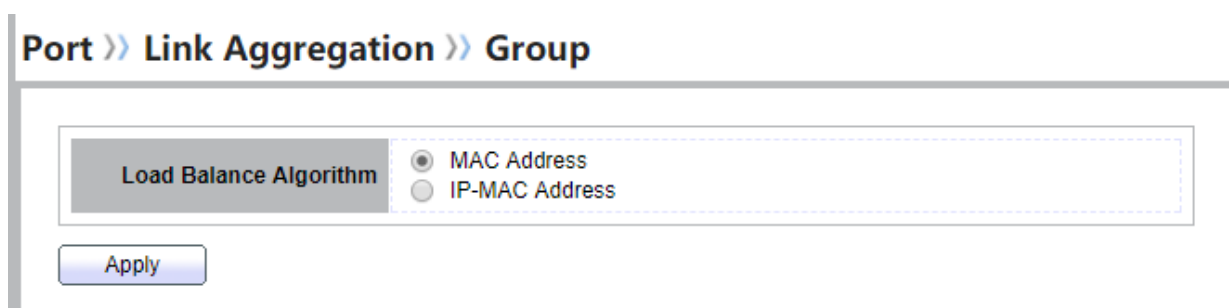 Port » Link Aggregation » Group
Load Balance Algorithm
MAC Address
IP-MAC Address
Apply